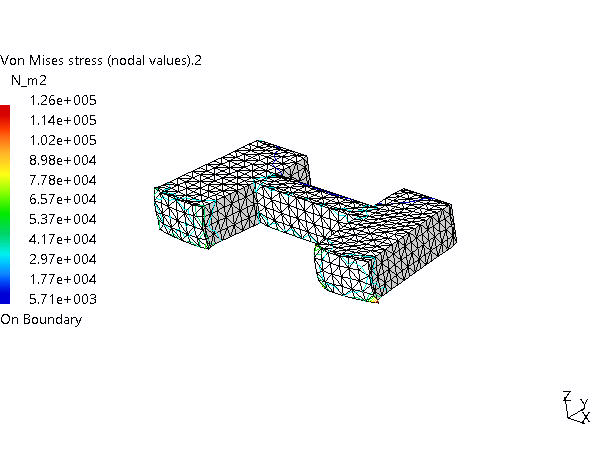 Von Mises stress (nodal values).2
N_m2
1.26e+005
1.14e+005
1.02e+005
8.98e+004
7.78e+004
6.57e+004
5.37e+004
4.17e+004
2.97e+004
1.77e+004
5.71e+003
On Boundary
Z
Y
X